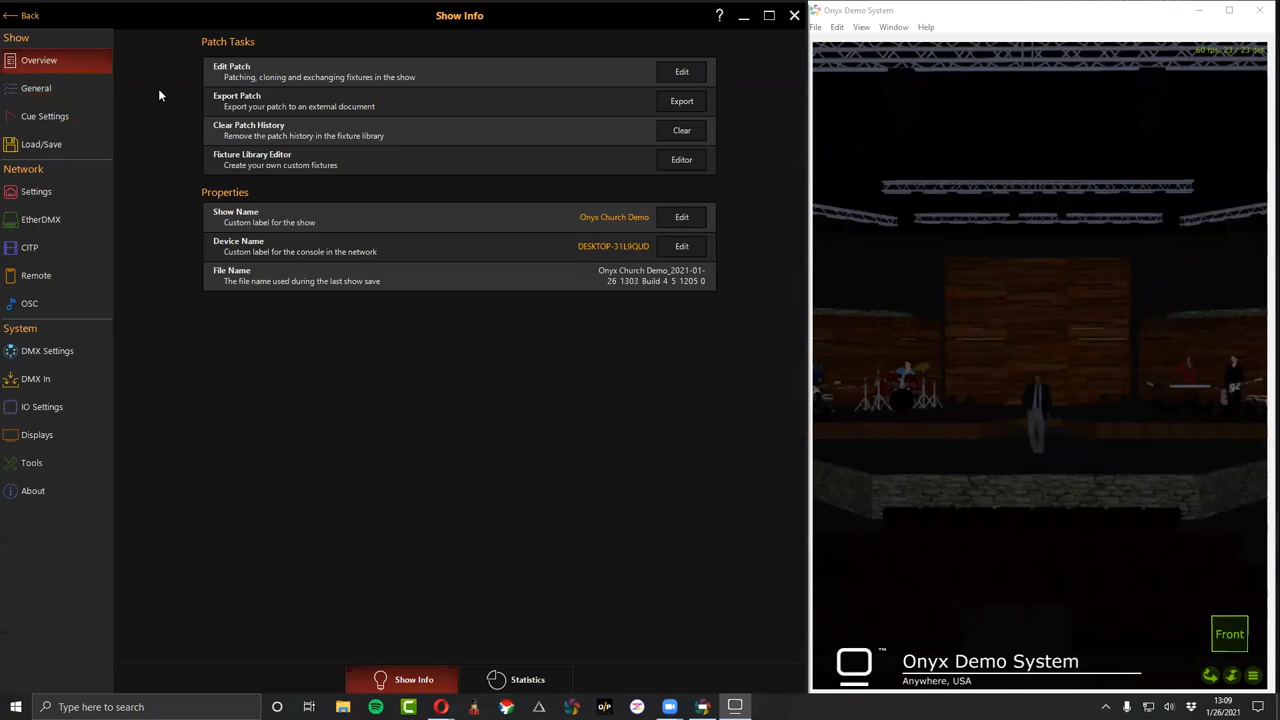 Back
Show Info
?
Show
Overview
General
Cue Settings
Load/Save
Network
Settings
EtherDMX
CITP
Remote
OSC
System
DMX Settings
DMX In
IO Settings
Displays
Tools
About
Patch Tasks
Edit Patch
Patching, cloning and exchanging fixtures in the show
Edit
Export Patch
Export your patch to an external document
Export
Clear Patch History
Remove the patch history in the fixture library
Clear
Fixture Library Editor
Create your own custom fixtures
Editor
Properties
Show Name
Custom label for the show
Onyx Church Demo
Edit
Device Name
Custom label for the console in the network
DESKTOP-31L9QUD
Edit
File Name
The file name used during the last show save
Onyx Church Demo_2021-01-
26 1303 Build 4 5 1205 0
Show Info
Statistics
Onyx Demo System
File Edit View Window Help
Front
Onyx Demo System
™
Anywhere, USA
Type here to search
O/P
13:09
1/26/2021